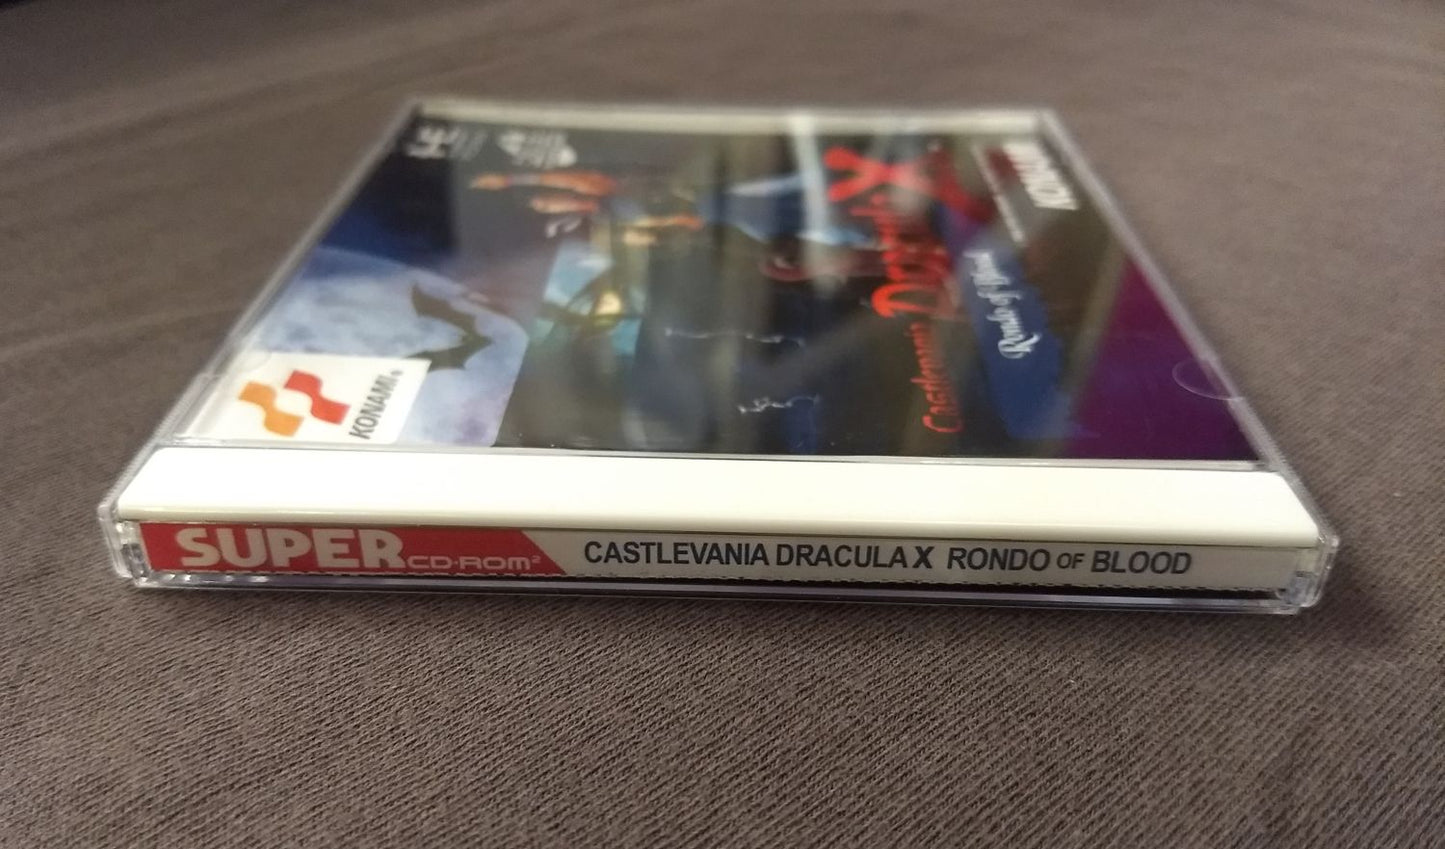 KONAMI®
Castlevania
Dracula X
Rondo of Blood
KONAMI
SUPER CD-ROM² CASTLEVANIA DRACULA X RONDO OF BLOOD